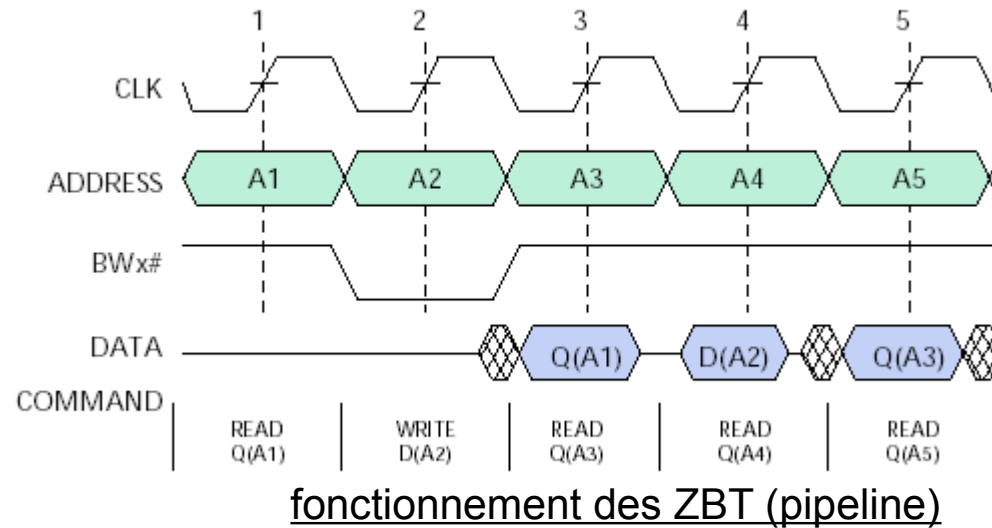 1 2 3 4 5
CLK
ADDRESS A1 A2 A3 A4 A5
BWx#
DATA Q(A1) D(A2) Q(A3)
COMMAND
READ WRITE READ READ READ
Q(A1) D(A2) Q(A3) Q(A4) Q(A5)
fonctionnement des ZBT (pipeline)